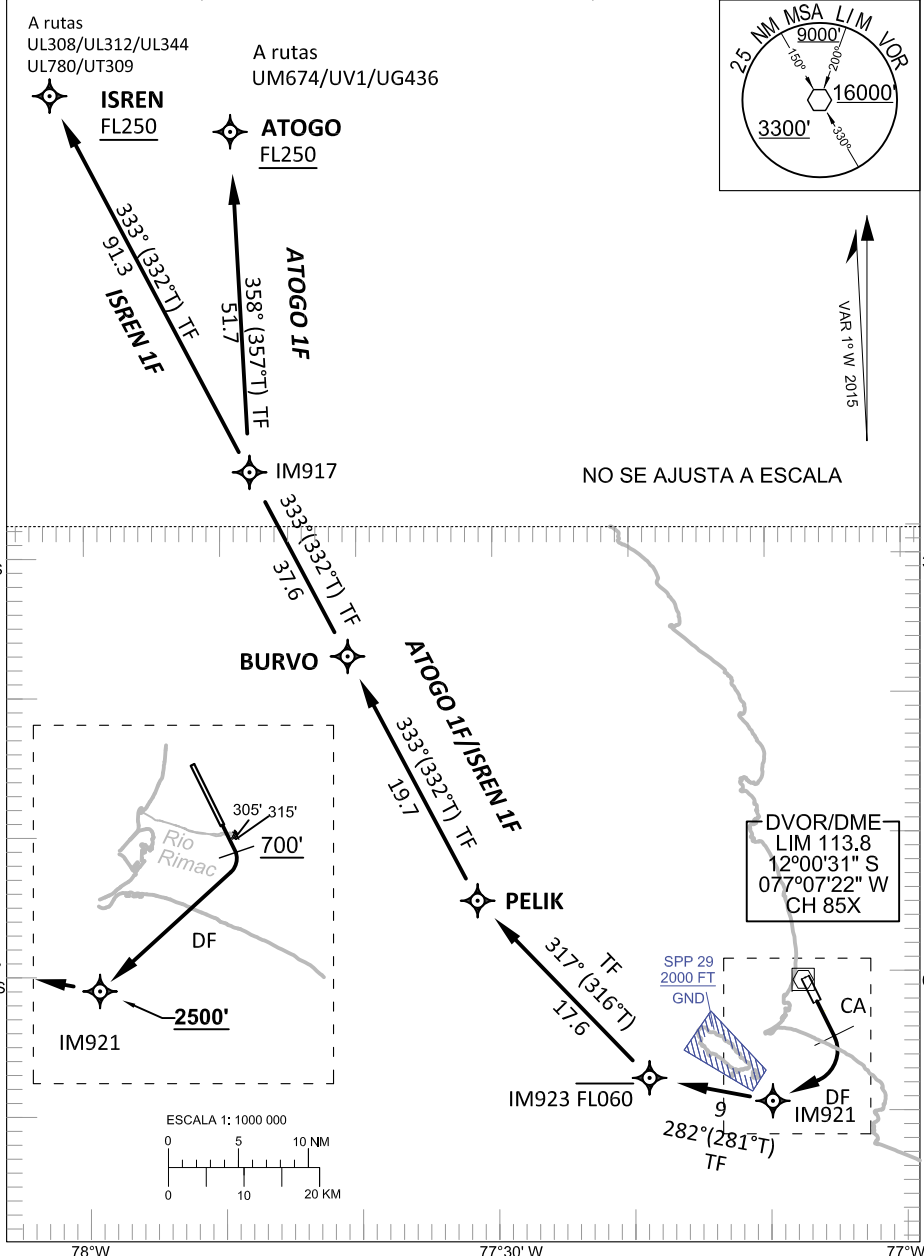 A rutas
UL308/UL312/UL344
UL780/UT309
ISREN
FL250
A rutas
UM674/UV1/UG436
ATOGO
FL250
25 NM MSA LIM VOR
9000'
150°
200°
16000'
3300'
330°
333° (332°T) TF
91.3
ISREN 1F
ATOGO 1F
358° (357°T) TF
51.7
VAR 1° W 2015
IM917
NO SE AJUSTA A ESCALA
333°(332°T) TF
37.6
BURVO
ATOGO 1F/ISREN 1F
333°(332°T) TF
19.7
305'
315'
700'
Rio
Rimac
DF
2500'
IM921
PELIK
DVOR/DME
LIM 113.8
12°00'31" S
077°07'22" W
CH 85X
TF
317° (316°T)
17.6
SPP 29
2000 FT
GND
CA
IM923 FL060
DF
IM921
9
282°(281°T)
TF
ESCALA 1: 1000 000
0 5 10 NM
0 10 20 KM
78°W
77°30' W